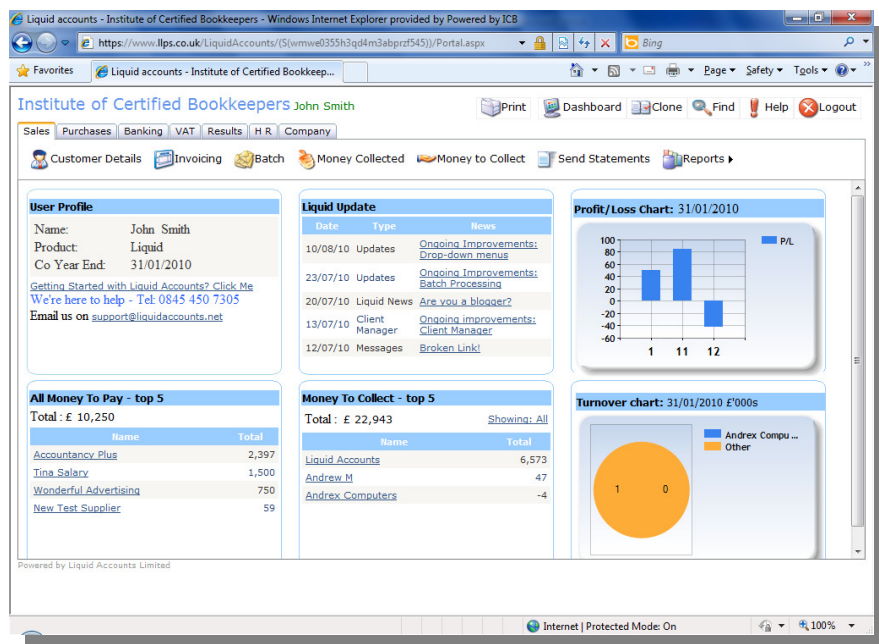 Liquid accounts - Institute of Certified Bookkeepers - Windows Internet Explorer provided by Powered by ICB
https://www.llps.co.uk/LiquidAccounts/(S(wmwe0355h3qd4m3abprzf545))/Portal.aspx
Bing
Favorites
Liquid accounts - Institute of Certified Bookkeep...
Page
Safety
Tools
Institute of Certified Bookkeepers John Smith
Print
Dashboard
Clone
Find
Help
Logout
Sales
Purchases
Banking
VAT
Results
H R
Company
Customer Details
Invoicing
Batch
Money Collected
Money to Collect
Send Statements
Reports
User Profile
Name: John Smith
Product: Liquid
Co Year End: 31/01/2010
Getting Started with Liquid Accounts? Click Me
We're here to help - Tel: 0845 450 7305
Email us on support@liquidaccounts.net
Liquid Update
Date Type News
10/08/10 Updates Ongoing Improvements:
Drop-down menus
23/07/10 Updates Ongoing Improvements:
Batch Processing
20/07/10 Liquid News Are you a blogger?
13/07/10 Client Manager Ongoing improvements:
Client Manager
12/07/10 Messages Broken Link!
Profit/Loss Chart: 31/01/2010
100
80
60
40
20
0
-20
-40
-60
1 11 12
P/L
All Money To Pay - top 5
Total : £ 10,250
Name Total
Accountancy Plus 2,397
Tina Salary 1,500
Wonderful Advertising 750
New Test Supplier 59
Money To Collect - top 5
Total : £ 22,943 Showing: All
Name Total
Liquid Accounts 6,573
Andrew M 47
Andrex Computers -4
Turnover chart: 31/01/2010 £'000s
Andrex Compu ...
Other
1 0
Powered by Liquid Accounts Limited
Internet | Protected Mode: On
100%